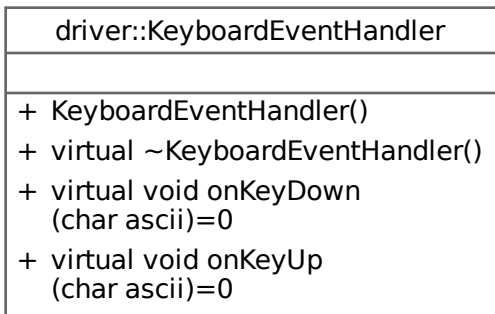 driver::KeyboardEventHandler
+ KeyboardEventHandler()
+ virtual ~KeyboardEventHandler()
+ virtual void onKeyDown
(char ascii)=0
+ virtual void onKeyUp
(char ascii)=0